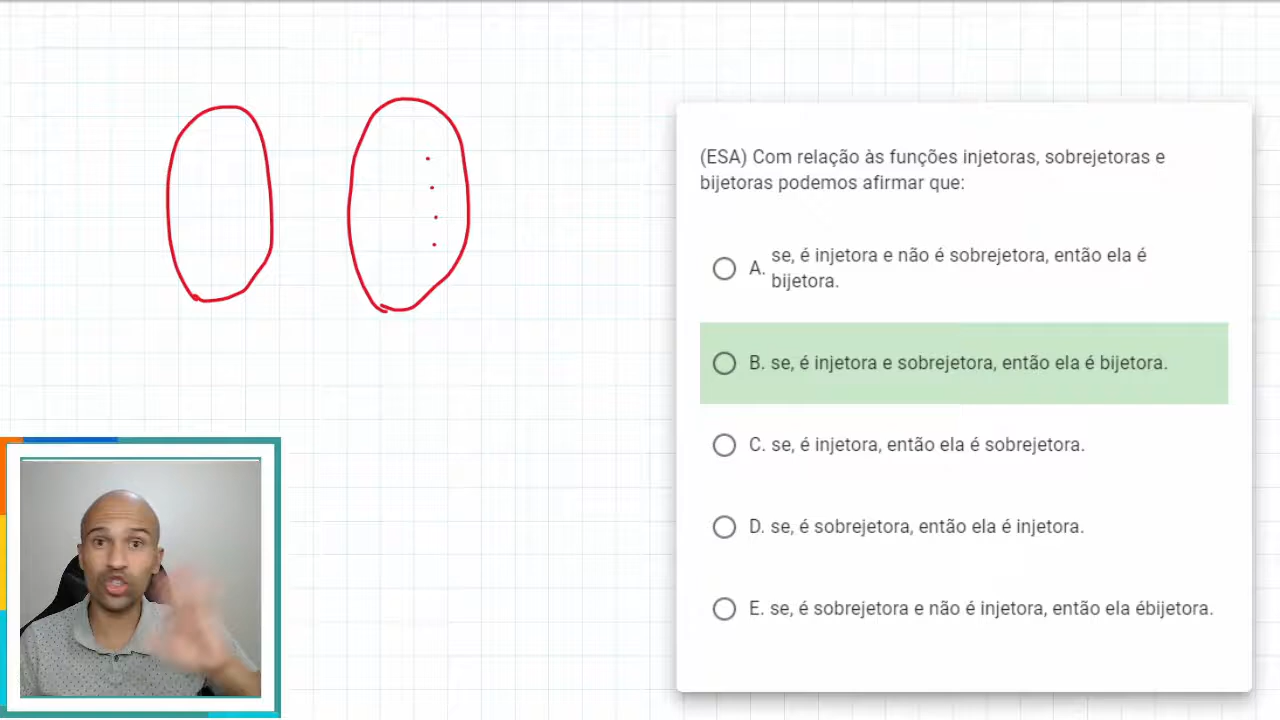 (ESA) Com relação às funções injetoras, sobrejetoras e
bijetoras podemos afirmar que:
A. se, é injetora e não é sobrejetora, então ela é
bijetora.
B. se, é injetora e sobrejetora, então ela é bijetora.
C. se, é injetora, então ela é sobrejetora.
D. se, é sobrejetora, então ela é injetora.
E. se, é sobrejetora e não é injetora, então ela ébijetora.